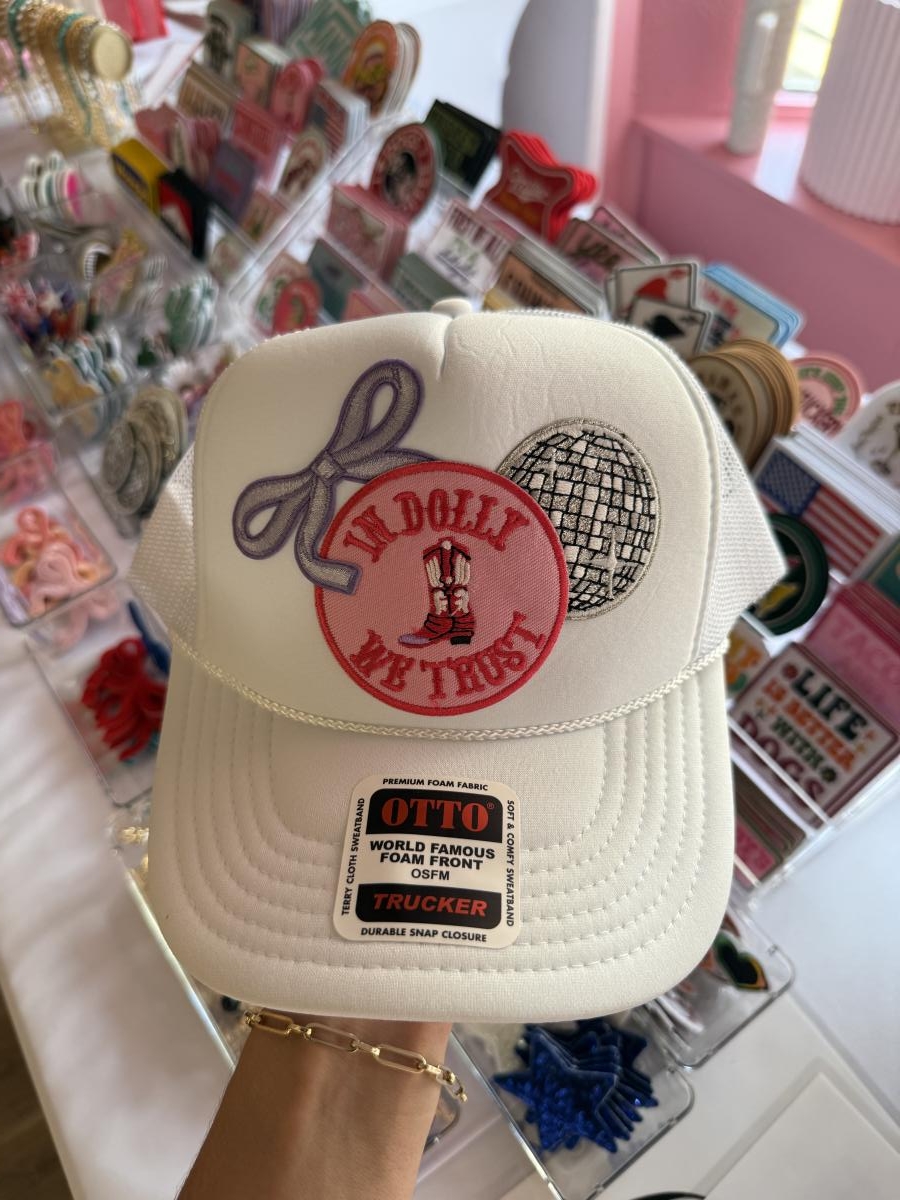 IN DOLLY
WE TRUST
PREMIUM FOAM FABRIC
TERRY CLOTH SWEATBAND
SOFT & COMFY SWEATBAND
OTTO®
WORLD FAMOUS
FOAM FRONT
OSFM
TRUCKER
DURABLE SNAP CLOSURE
LIFE
IS BETTER
WITH
DOGS